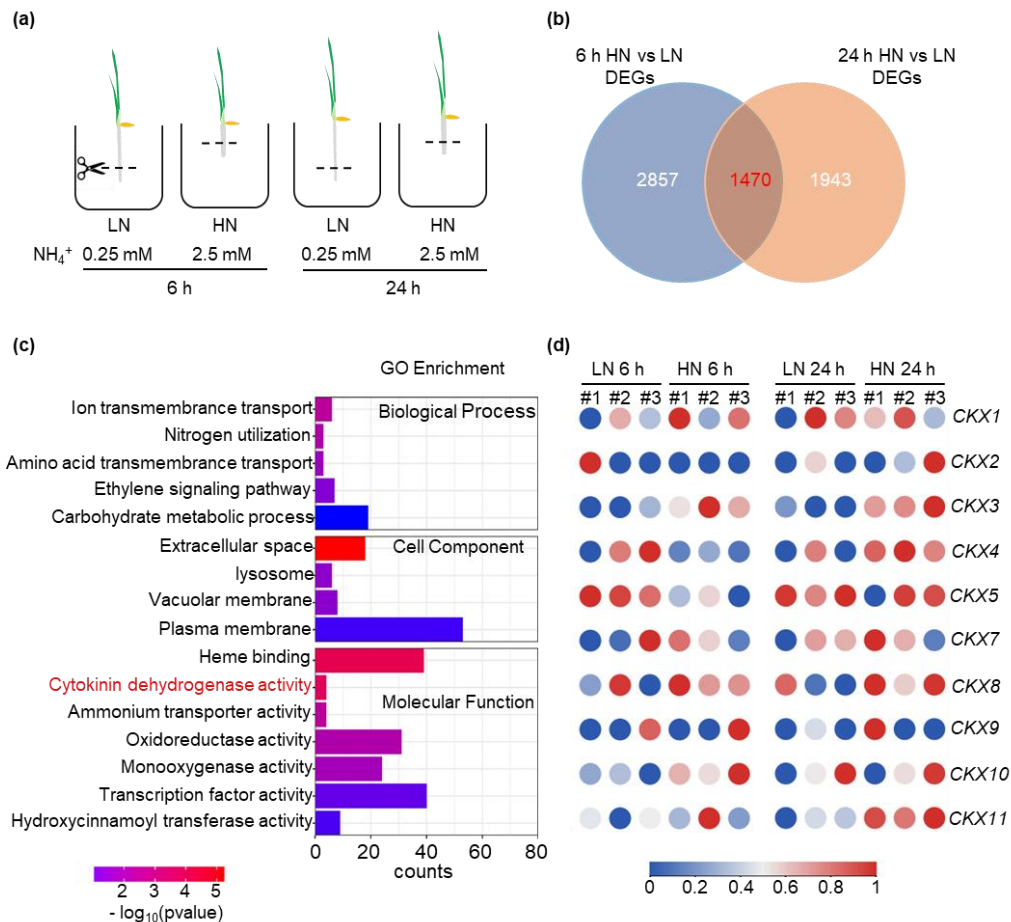 (a)
LN
HN
LN
HN
NH₄⁺ 0.25 mM 2.5 mM 0.25 mM 2.5 mM
6 h
24 h
(b)
6 h HN vs LN
DEGs
24 h HN vs LN
DEGs
2857
1470
1943
(c)
GO Enrichment
Biological Process
Ion transmembrane transport
Nitrogen utilization
Amino acid transmembrane transport
Ethylene signaling pathway
Carbohydrate metabolic process
Cell Component
Extracellular space
lysosome
Vacuolar membrane
Plasma membrane
Molecular Function
Heme binding
Cytokinin dehydrogenase activity
Ammonium transporter activity
Oxidoreductase activity
Monooxygenase activity
Transcription factor activity
Hydroxycinnamoyl transferase activity
0 20 40 60 80
counts
2 3 4 5
- log₁₀(pvalue)
(d)
LN 6 h HN 6 h LN 24 h HN 24 h
#1 #2 #3 #1 #2 #3 #1 #2 #3 #1 #2 #3
CKX1
CKX2
CKX3
CKX4
CKX5
CKX7
CKX8
CKX9
CKX10
CKX11
0 0.2 0.4 0.6 0.8 1